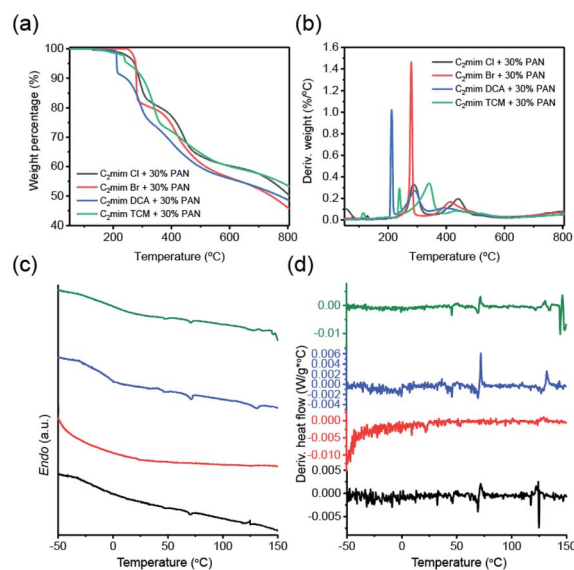 (a)
100
90
80
70
60
50
40
Weight percentage (%)
C₂mim Cl + 30% PAN
C₂mim Br + 30% PAN
C₂mim DCA + 30% PAN
C₂mim TCM + 30% PAN
200 400 600 800
Temperature (ºC)
(b)
1.6
1.4
1.2
1.0
0.8
0.6
0.4
0.2
0.0
Deriv. weight (%/ºC)
C₂mim Cl + 30% PAN
C₂mim Br + 30% PAN
C₂mim DCA + 30% PAN
C₂mim TCM + 30% PAN
200 400 600 800
Temperature (ºC)
(c)
Endo (a.u.)
-50 0 50 100 150
Temperature (ºC)
(d)
0.00
-0.01
0.006
0.004
0.002
0.000
-0.002
-0.004
0.000
-0.005
-0.010
0.005
0.000
-0.005
Deriv. heat flow (W/g*ºC)
-50 0 50 100 150
Temperature (ºC)